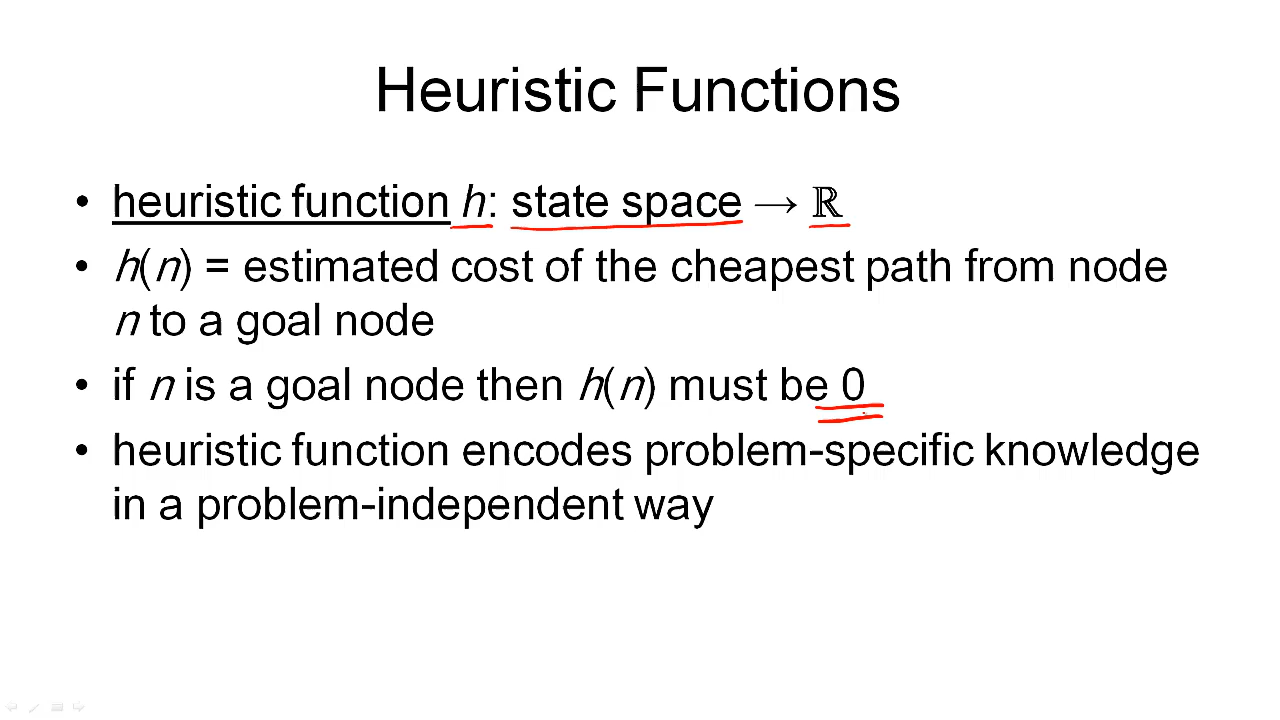 Heuristic Functions
• heuristic function h: state space → ℝ
• h(n) = estimated cost of the cheapest path from node
n to a goal node
• if n is a goal node then h(n) must be 0
• heuristic function encodes problem-specific knowledge
in a problem-independent way